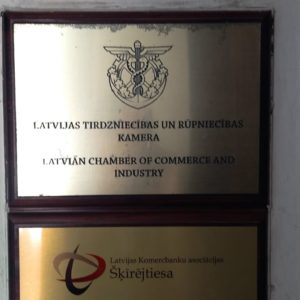 LATVIJAS TIRDZNIECĪBAS UN RŪPNIECĪBAS
KAMERA
LATVIAN CHAMBER OF COMMERCE AND
INDUSTRY
Latvijas Komercbanku asociācijas
Šķīrējtiesa